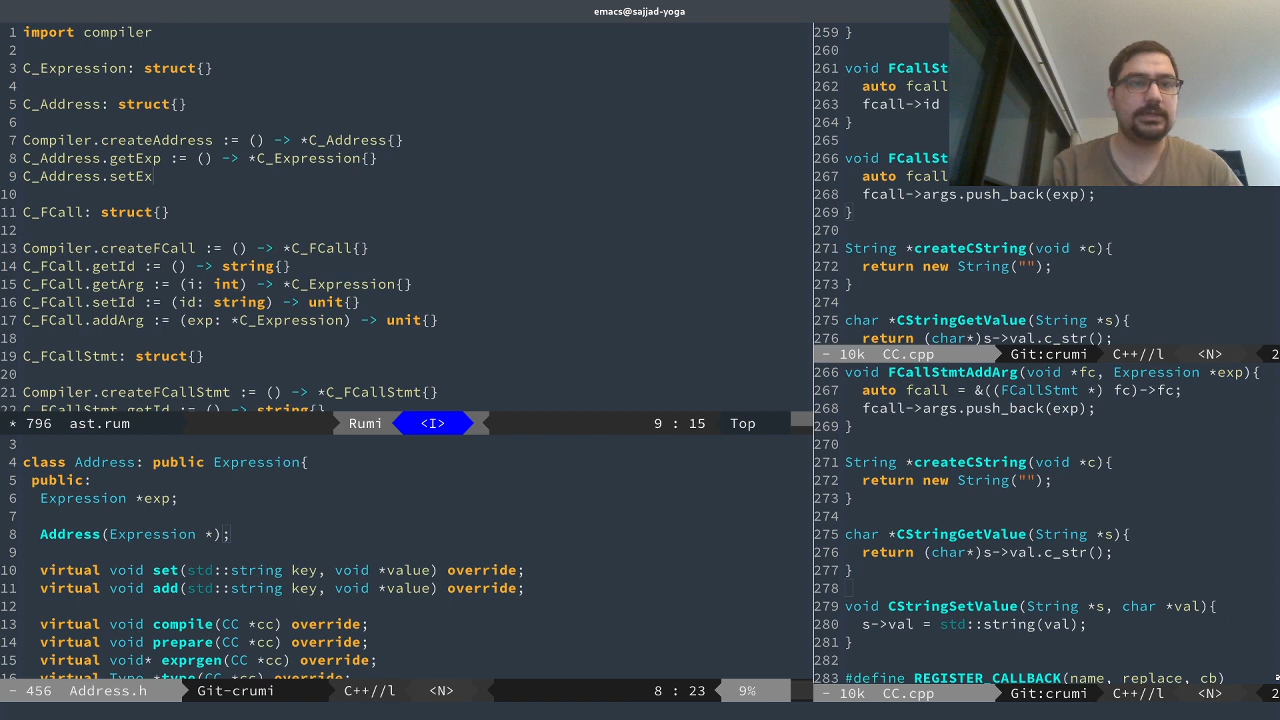 emacs@sajjad-yoga
1 import compiler
2
3 C_Expression: struct{}
4
5 C_Address: struct{}
6
7 Compiler.createAddress := () -> *C_Address{}
8 C_Address.getExp := () -> *C_Expression{}
9 C_Address.setEx
10
11 C_FCall: struct{}
12
13 Compiler.createFCall := () -> *C_FCall{}
14 C_FCall.getId := () -> string{}
15 C_FCall.getArg := (i: int) -> *C_Expression{}
16 C_FCall.setId := (id: string) -> unit{}
17 C_FCall.addArg := (exp: *C_Expression) -> unit{}
18
19 C_FCallStmt: struct{}
20
21 Compiler.createFCallStmt := () -> *C_FCallStmt{}
22 C_FCallStmt.getId := () -> string{}
* 796 ast.rum Rumi <I> 9 : 15 Top
3
4 class Address: public Expression{
5 public:
6 Expression *exp;
7
8 Address(Expression *);
9
10 virtual void set(std::string key, void *value) override;
11 virtual void add(std::string key, void *value) override;
12
13 virtual void compile(CC *cc) override;
14 virtual void prepare(CC *cc) override;
15 virtual void* exprgen(CC *cc) override;
16 virtual Type *type(CC *cc) override;
- 456 Address.h Git-crumi C++//l <N> 8 : 23 9%
259 }
260
261 void FCallSt
262 auto fcall
263 fcall->id
264 }
265
266 void FCallSt
267 auto fcall
268 fcall->args.push_back(exp);
269 }
270
271 String *createCString(void *c){
272 return new String("");
273 }
274
275 char *CStringGetValue(String *s){
276 return (char*)s->val.c_str();
- 10k CC.cpp Git:crumi C++//l <N> 2
266 void FCallStmtAddArg(void *fc, Expression *exp){
267 auto fcall = &((FCallStmt *) fc)->fc;
268 fcall->args.push_back(exp);
269 }
270
271 String *createCString(void *c){
272 return new String("");
273 }
274
275 char *CStringGetValue(String *s){
276 return (char*)s->val.c_str();
277 }
278
279 void CStringSetValue(String *s, char *val){
280 s->val = std::string(val);
281 }
282
283 #define REGISTER_CALLBACK(name, replace, cb)
- 10k CC.cpp Git:crumi C++//l <N> 2